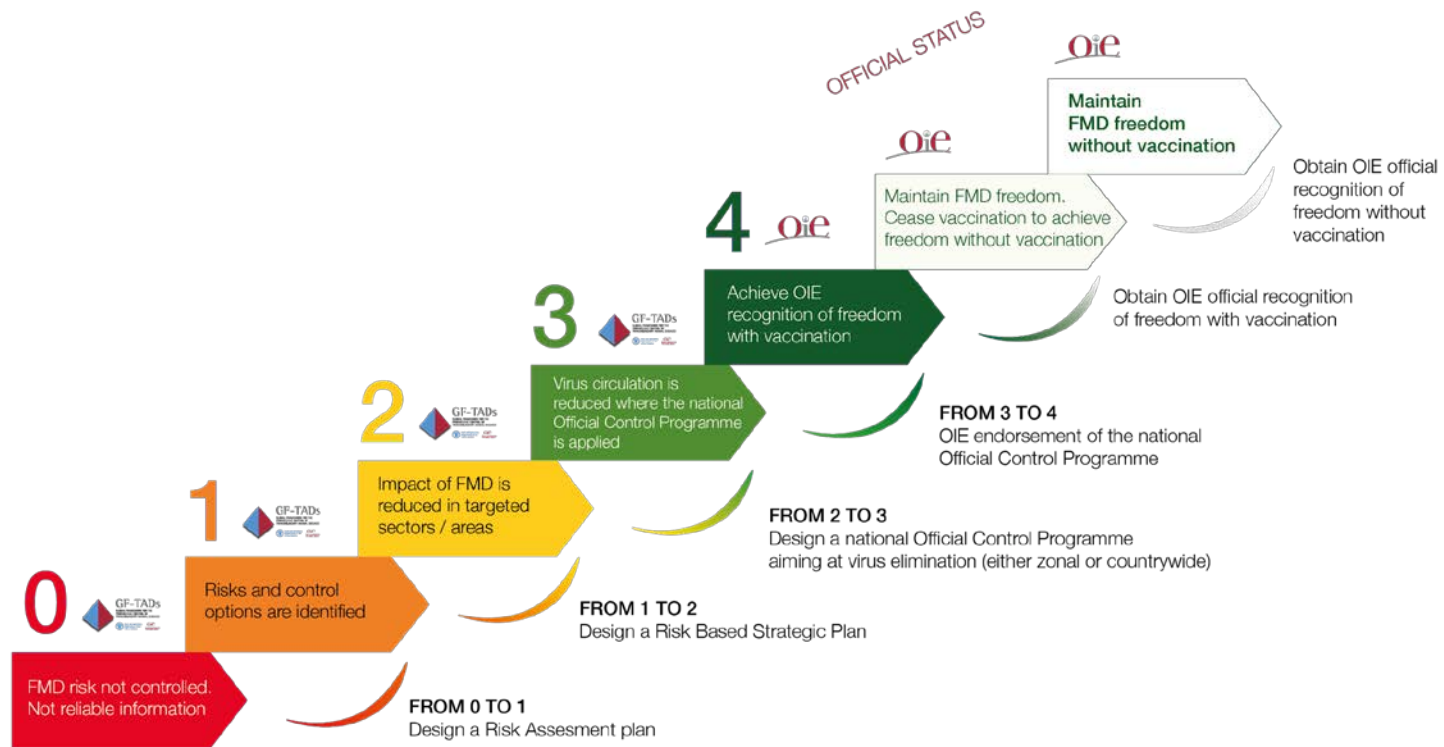 OFFICIAL STATUS
OiE
Maintain
FMD freedom
without vaccination
Obtain OIE official
recognition of
freedom without
vaccination
OiE
Maintain FMD freedom.
Cease vaccination to achieve
freedom without vaccination
Obtain OIE official recognition
of freedom with vaccination
4
OiE
Achieve OIE
recognition of freedom
with vaccination
FROM 3 TO 4
OIE endorsement of the national
Official Control Programme
3
GF-TADs
Virus circulation is
reduced where the national
Official Control Programme
is applied
FROM 2 TO 3
Design a national Official Control Programme
aiming at virus elimination (either zonal or countrywide)
2
GF-TADs
Impact of FMD is
reduced in targeted
sectors / areas
FROM 1 TO 2
Design a Risk Based Strategic Plan
1
GF-TADs
Risks and control
options are identified
FROM 0 TO 1
Design a Risk Assesment plan
0
GF-TADs
FMD risk not controlled.
Not reliable information